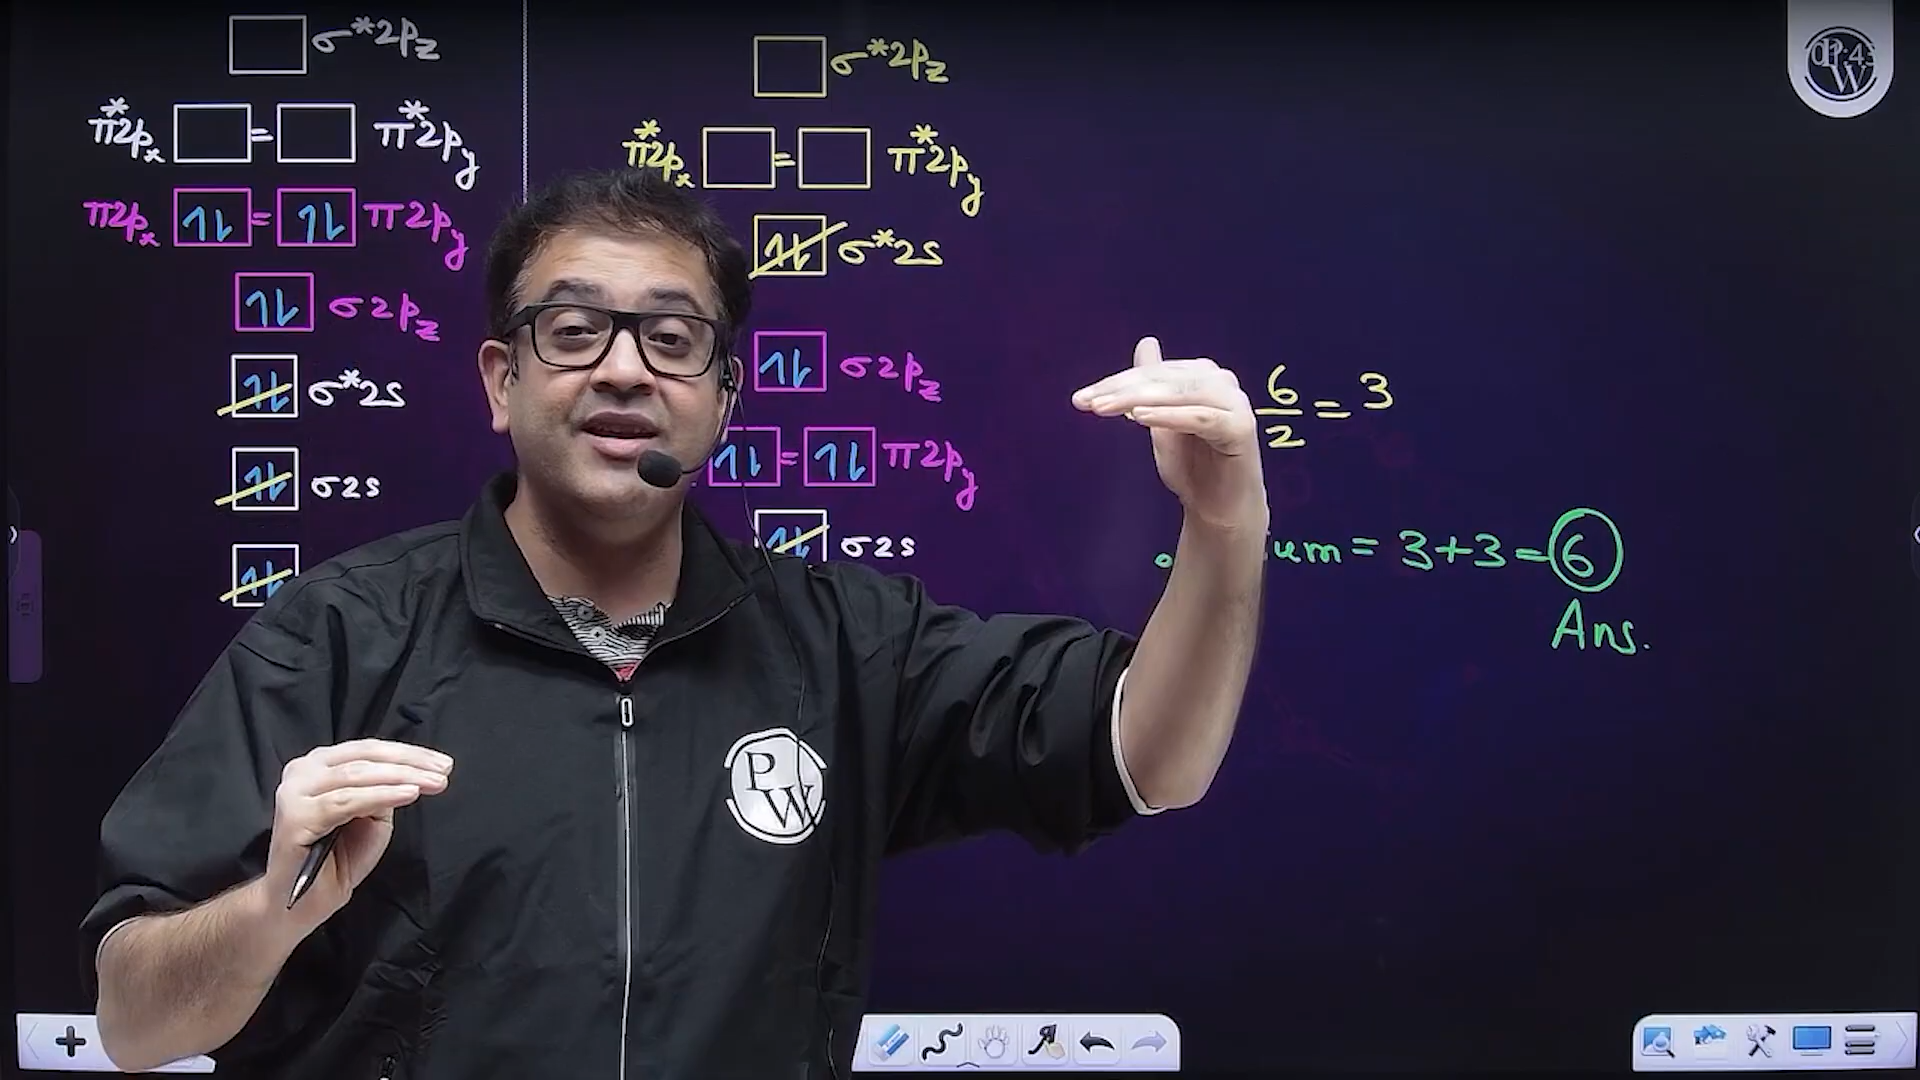 σ*2pz
π*2px = π*2py
π2px ↿⇂ = ↿⇂ π2py
↿⇂ σ2pz
↿⇂ σ*2s
↿⇂ σ2s
↿⇂
σ*2pz
π*2px = π*2py
↿⇂ σ*2s
↿⇂ σ2pz
↿⇂ = ↿⇂ π2py
↿⇂ σ2s
6/2 = 3
um = 3+3 = 6
Ans.
PW
PW